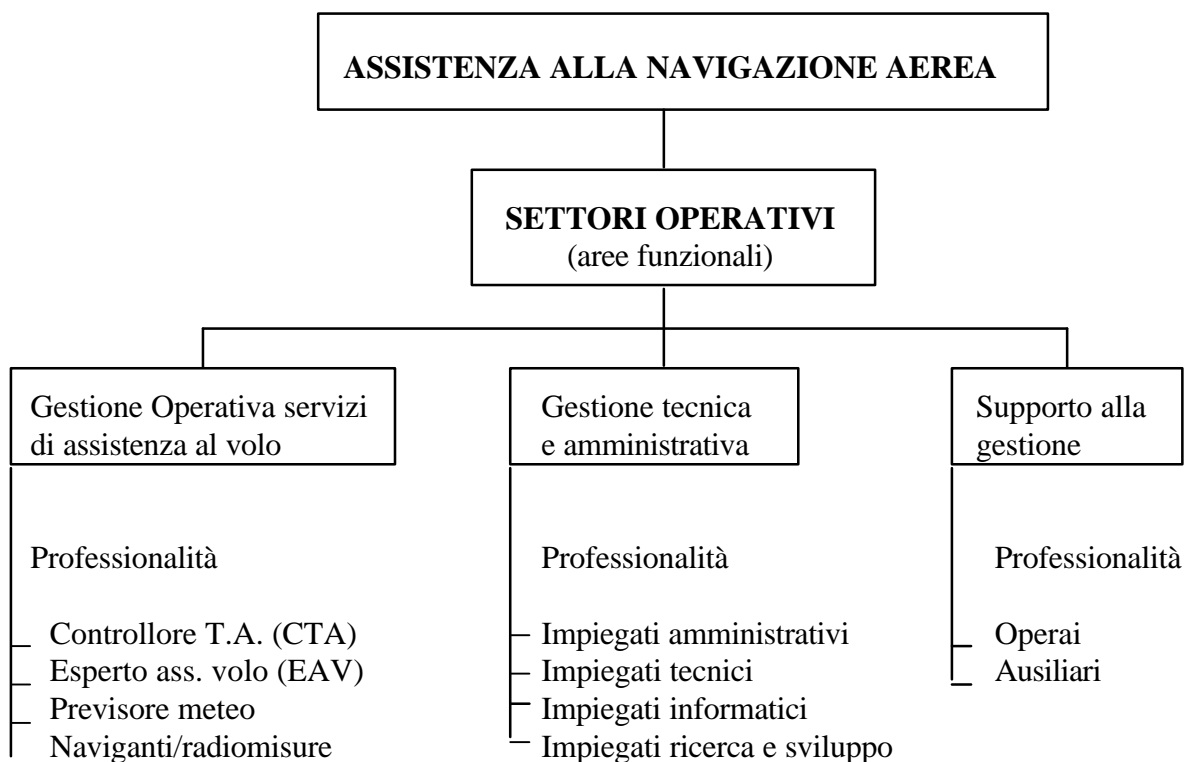 ASSISTENZA ALLA NAVIGAZIONE AEREA
SETTORI OPERATIVI
(aree funzionali)
Gestione Operativa servizi
di assistenza al volo
Professionalità
Controllore T.A. (CTA)
Esperto ass. volo (EAV)
Previsore meteo
Naviganti/radiomisure
Gestione tecnica
e amministrativa
Professionalità
Impiegati amministrativi
Impiegati tecnici
Impiegati informatici
Impiegati ricerca e sviluppo
Supporto alla
gestione
Professionalità
Operai
Ausiliari